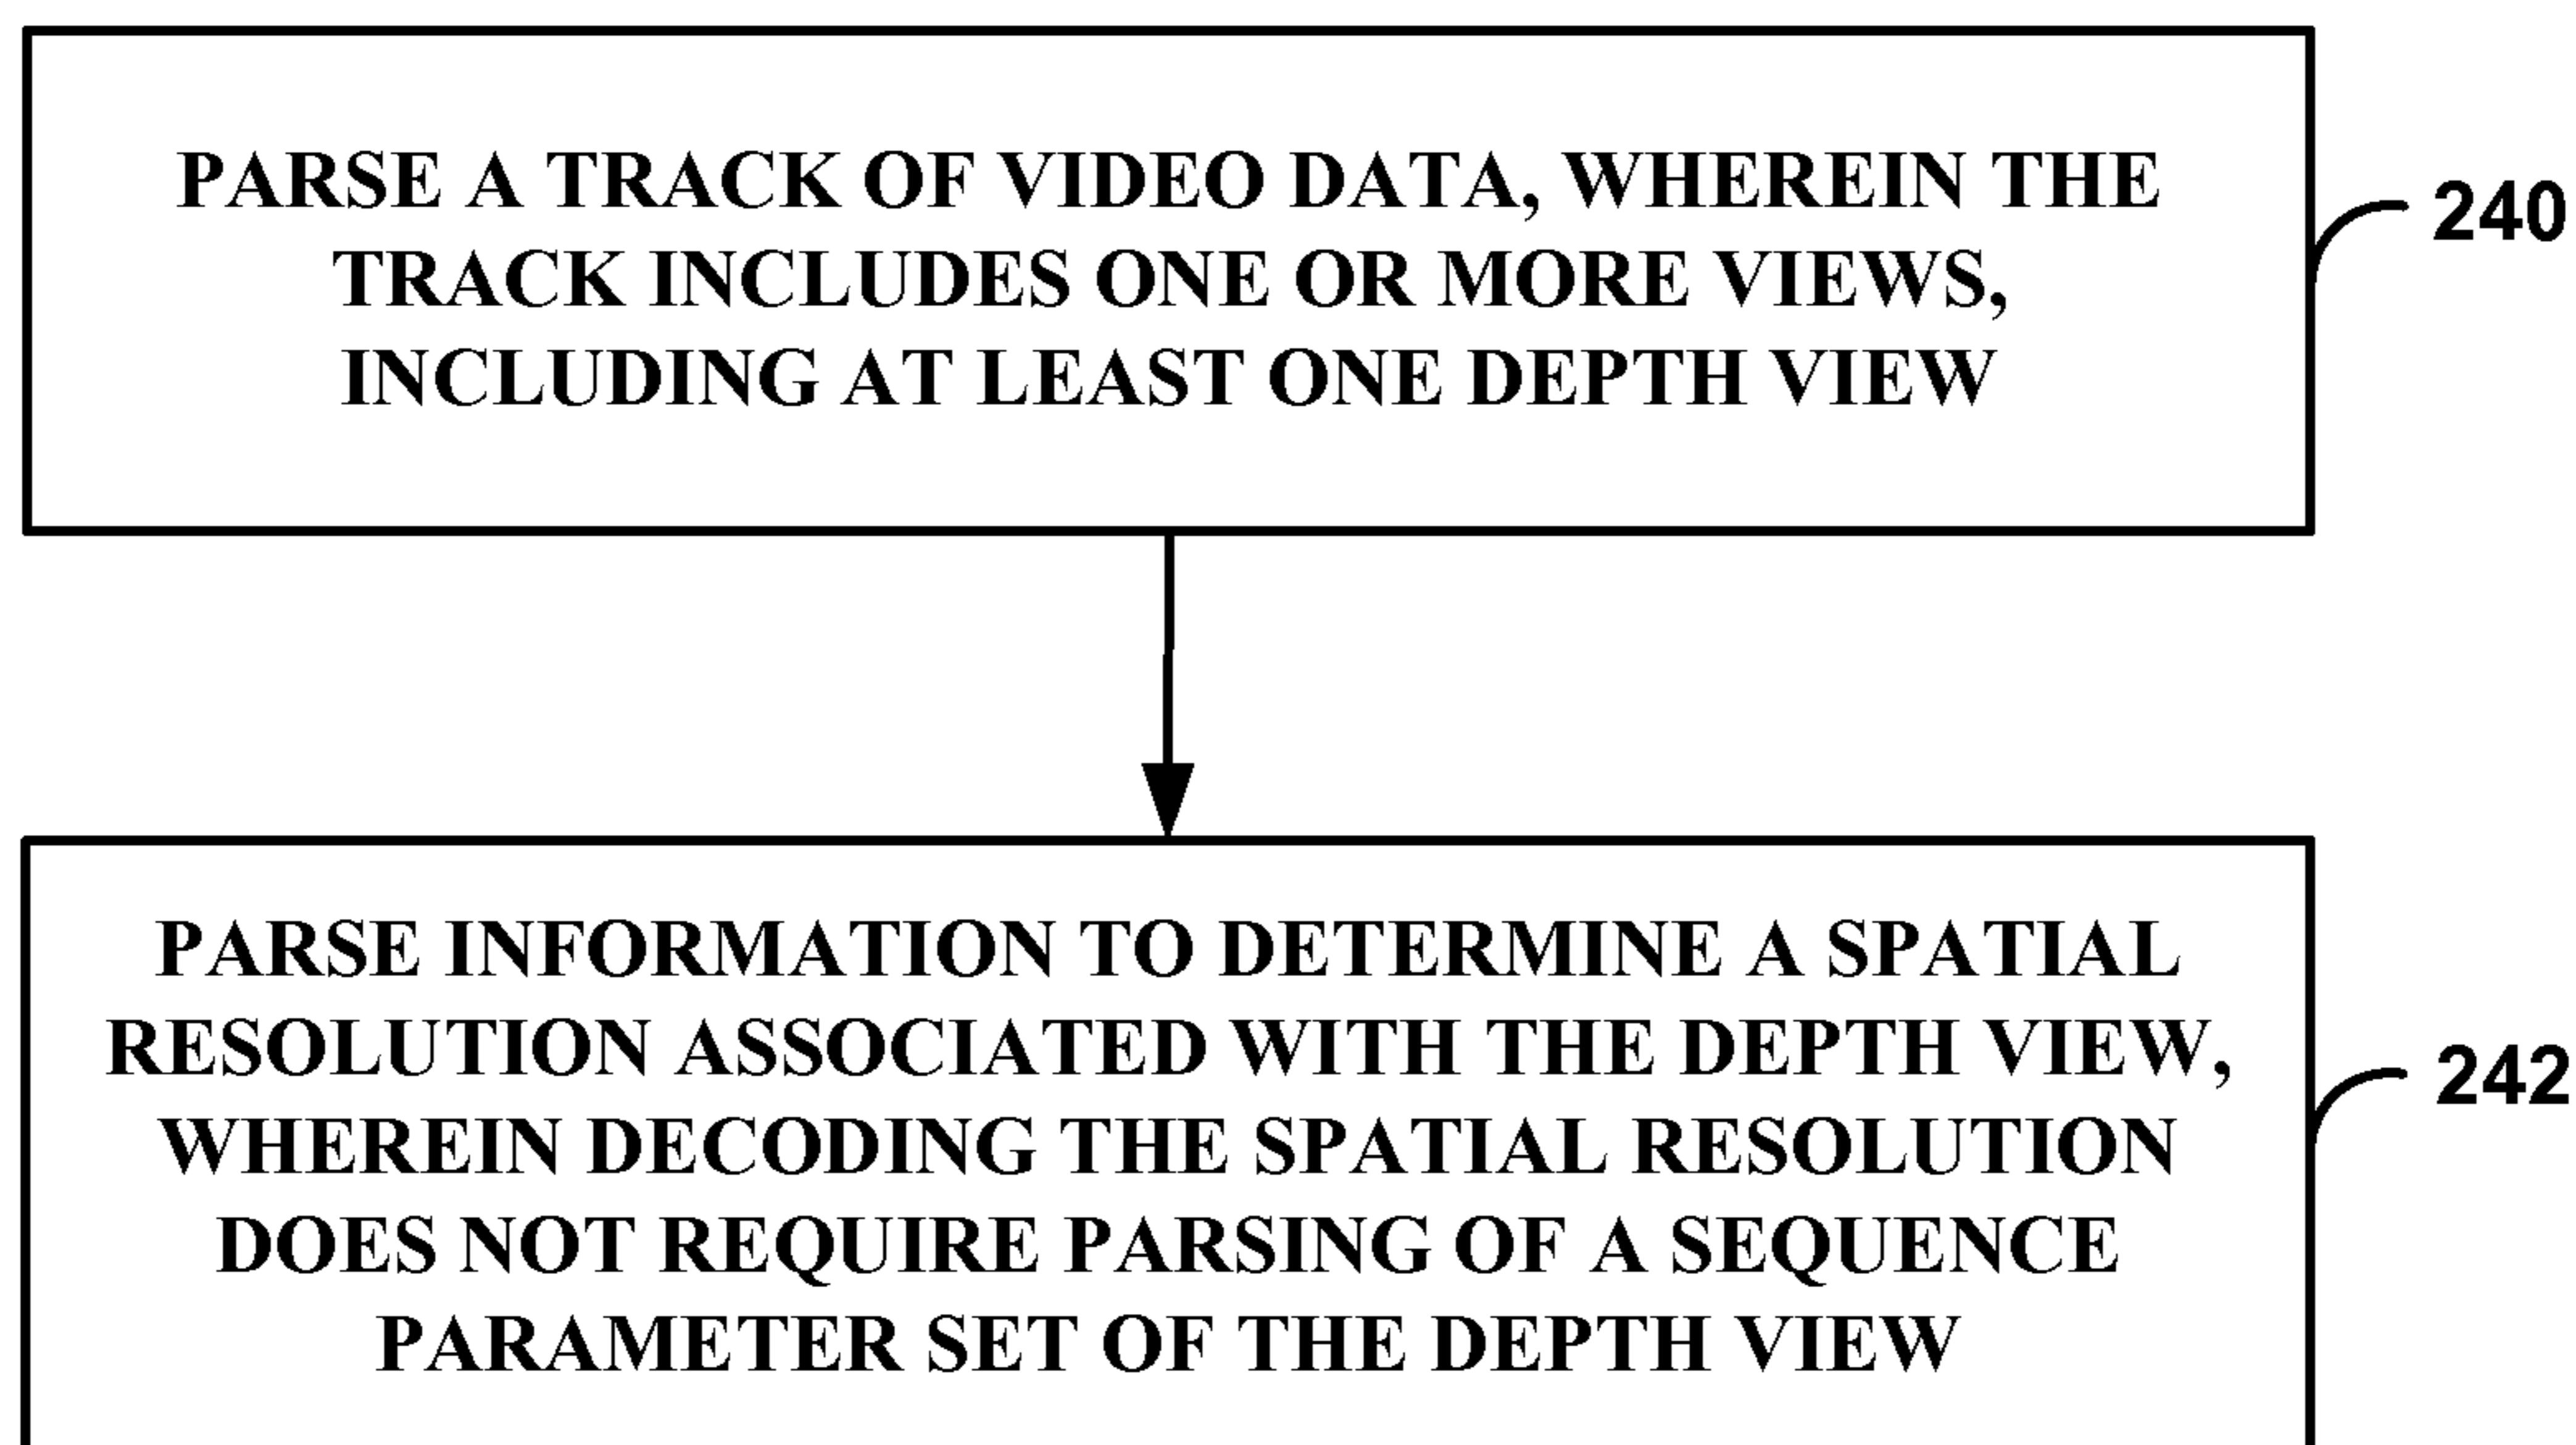 PARSE A TRACK OF VIDEO DATA, WHEREIN THE
TRACK INCLUDES ONE OR MORE VIEWS,
INCLUDING AT LEAST ONE DEPTH VIEW
240
PARSE INFORMATION TO DETERMINE A SPATIAL
RESOLUTION ASSOCIATED WITH THE DEPTH VIEW,
WHEREIN DECODING THE SPATIAL RESOLUTION
DOES NOT REQUIRE PARSING OF A SEQUENCE
PARAMETER SET OF THE DEPTH VIEW
242